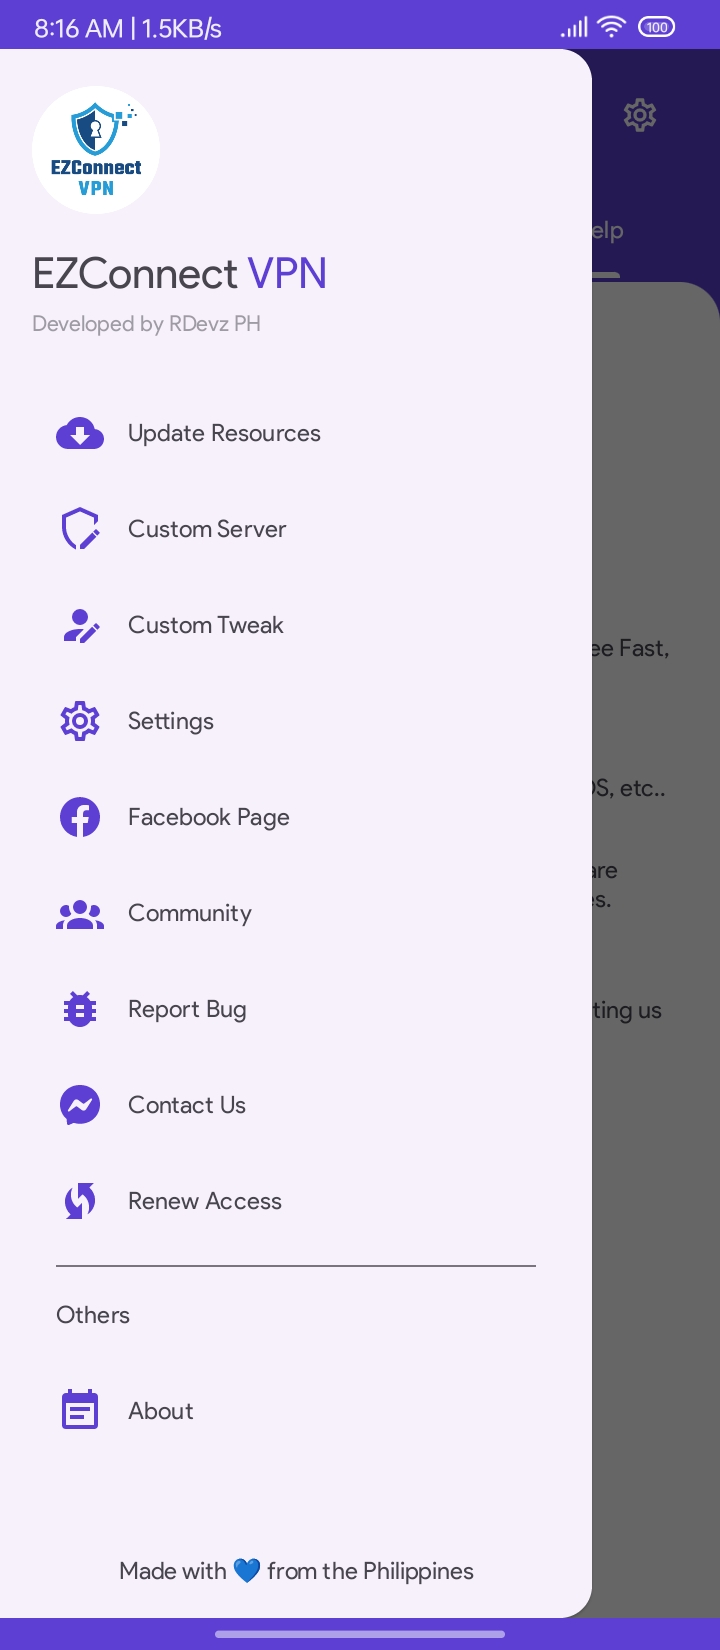 8:16 AM | 1.5KB/s
100
EZConnect
VPN
EZConnect VPN
Developed by RDevz PH
elp
Update Resources
Custom Server
Custom Tweak
ee Fast,
Settings
OS, etc..
Facebook Page
are
es.
Community
Report Bug
ting us
Contact Us
Renew Access
Others
About
Made with 💙 from the Philippines